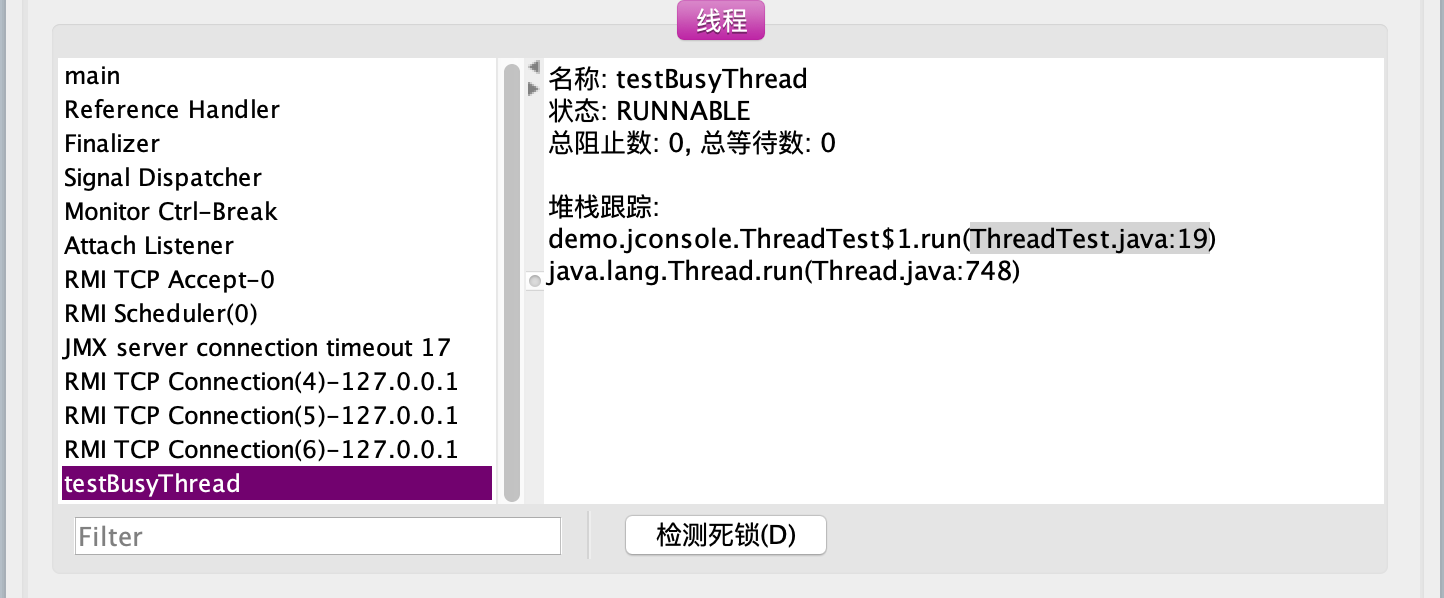 线程
main
Reference Handler
Finalizer
Signal Dispatcher
Monitor Ctrl-Break
Attach Listener
RMI TCP Accept-0
RMI Scheduler(0)
JMX server connection timeout 17
RMI TCP Connection(4)-127.0.0.1
RMI TCP Connection(5)-127.0.0.1
RMI TCP Connection(6)-127.0.0.1
testBusyThread
Filter
名称: testBusyThread
状态: RUNNABLE
总阻止数: 0, 总等待数: 0
堆栈跟踪:
demo.jconsole.ThreadTest$1.run(ThreadTest.java:19)
java.lang.Thread.run(Thread.java:748)
检测死锁(D)